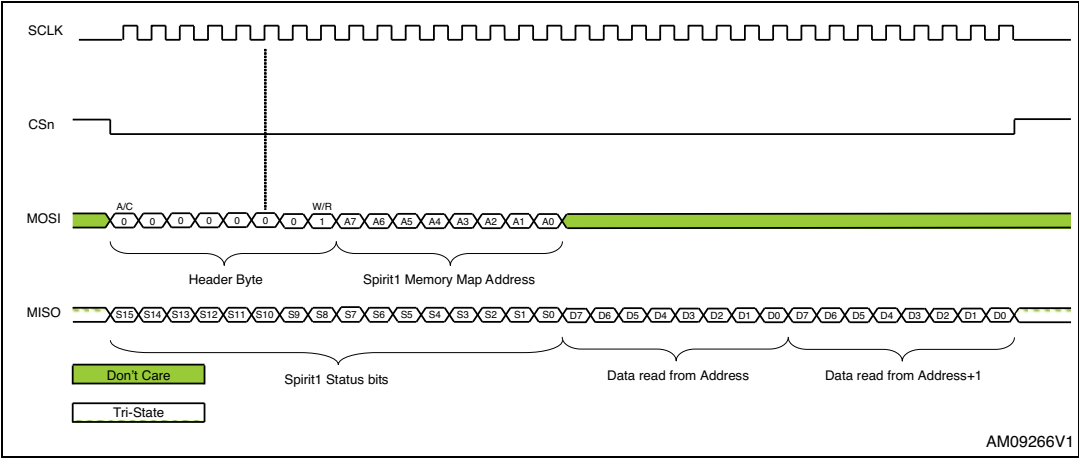 SCLK
CSn
A/C W/R
MOSI 0 0 0 0 0 0 0 1 A7 A6 A5 A4 A3 A2 A1 A0
Header Byte Spirit1 Memory Map Address
MISO S15 S14 S13 S12 S11 S10 S9 S8 S7 S6 S5 S4 S3 S2 S1 S0 D7 D6 D5 D4 D3 D2 D1 D0 D7 D6 D5 D4 D3 D2 D1 D0
Don't Care Spirit1 Status bits Data read from Address Data read from Address+1
Tri-State
AM09266V1